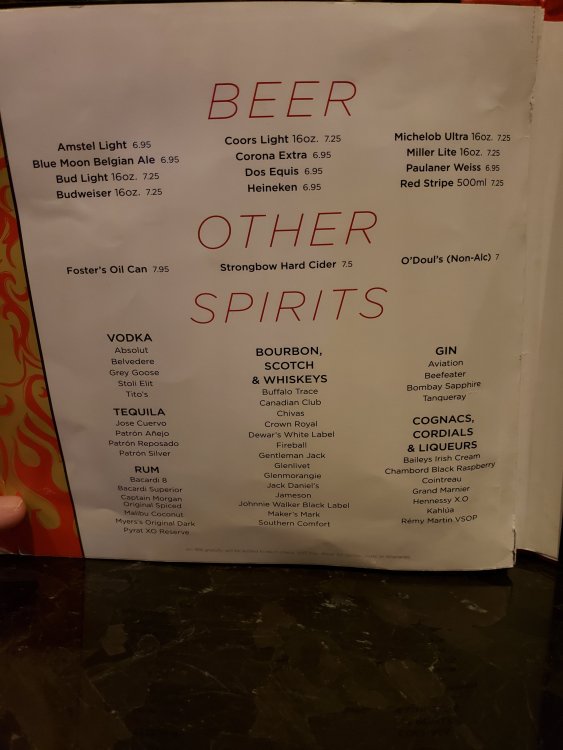 BEER
Amstel Light 6.95
Blue Moon Belgian Ale 6.95
Bud Light 16oz. 7.25
Budweiser 16oz. 7.25
Coors Light 16oz. 7.25
Corona Extra 6.95
Dos Equis 6.95
Heineken 6.95
Michelob Ultra 16oz. 7.25
Miller Lite 16oz. 7.25
Paulaner Weiss 6.95
Red Stripe 500ml 7.25
OTHER
Foster's Oil Can 7.95
Strongbow Hard Cider 7.5
O'Doul's (Non-Alc) 7
SPIRITS
VODKA
Absolut
Belvedere
Grey Goose
Stoli Elit
Tito's
TEQUILA
Jose Cuervo
Patrón Añejo
Patrón Reposado
Patrón Silver
RUM
Bacardi 8
Bacardi Superior
Captain Morgan
Original Spiced
Malibu Coconut
Myers's Original Dark
Pyrat XO Reserve
BOURBON,
SCOTCH
& WHISKEYS
Buffalo Trace
Canadian Club
Chivas
Crown Royal
Dewar's White Label
Fireball
Gentleman Jack
Glenlivet
Glenmorangie
Jack Daniel's
Jameson
Johnnie Walker Black Label
Maker's Mark
Southern Comfort
GIN
Aviation
Beefeater
Bombay Sapphire
Tanqueray
COGNACS,
CORDIALS
& LIQUEURS
Baileys Irish Cream
Chambord Black Raspberry
Cointreau
Grand Marnier
Hennessy X.O
Kahlúa
Rémy Martin VSOP